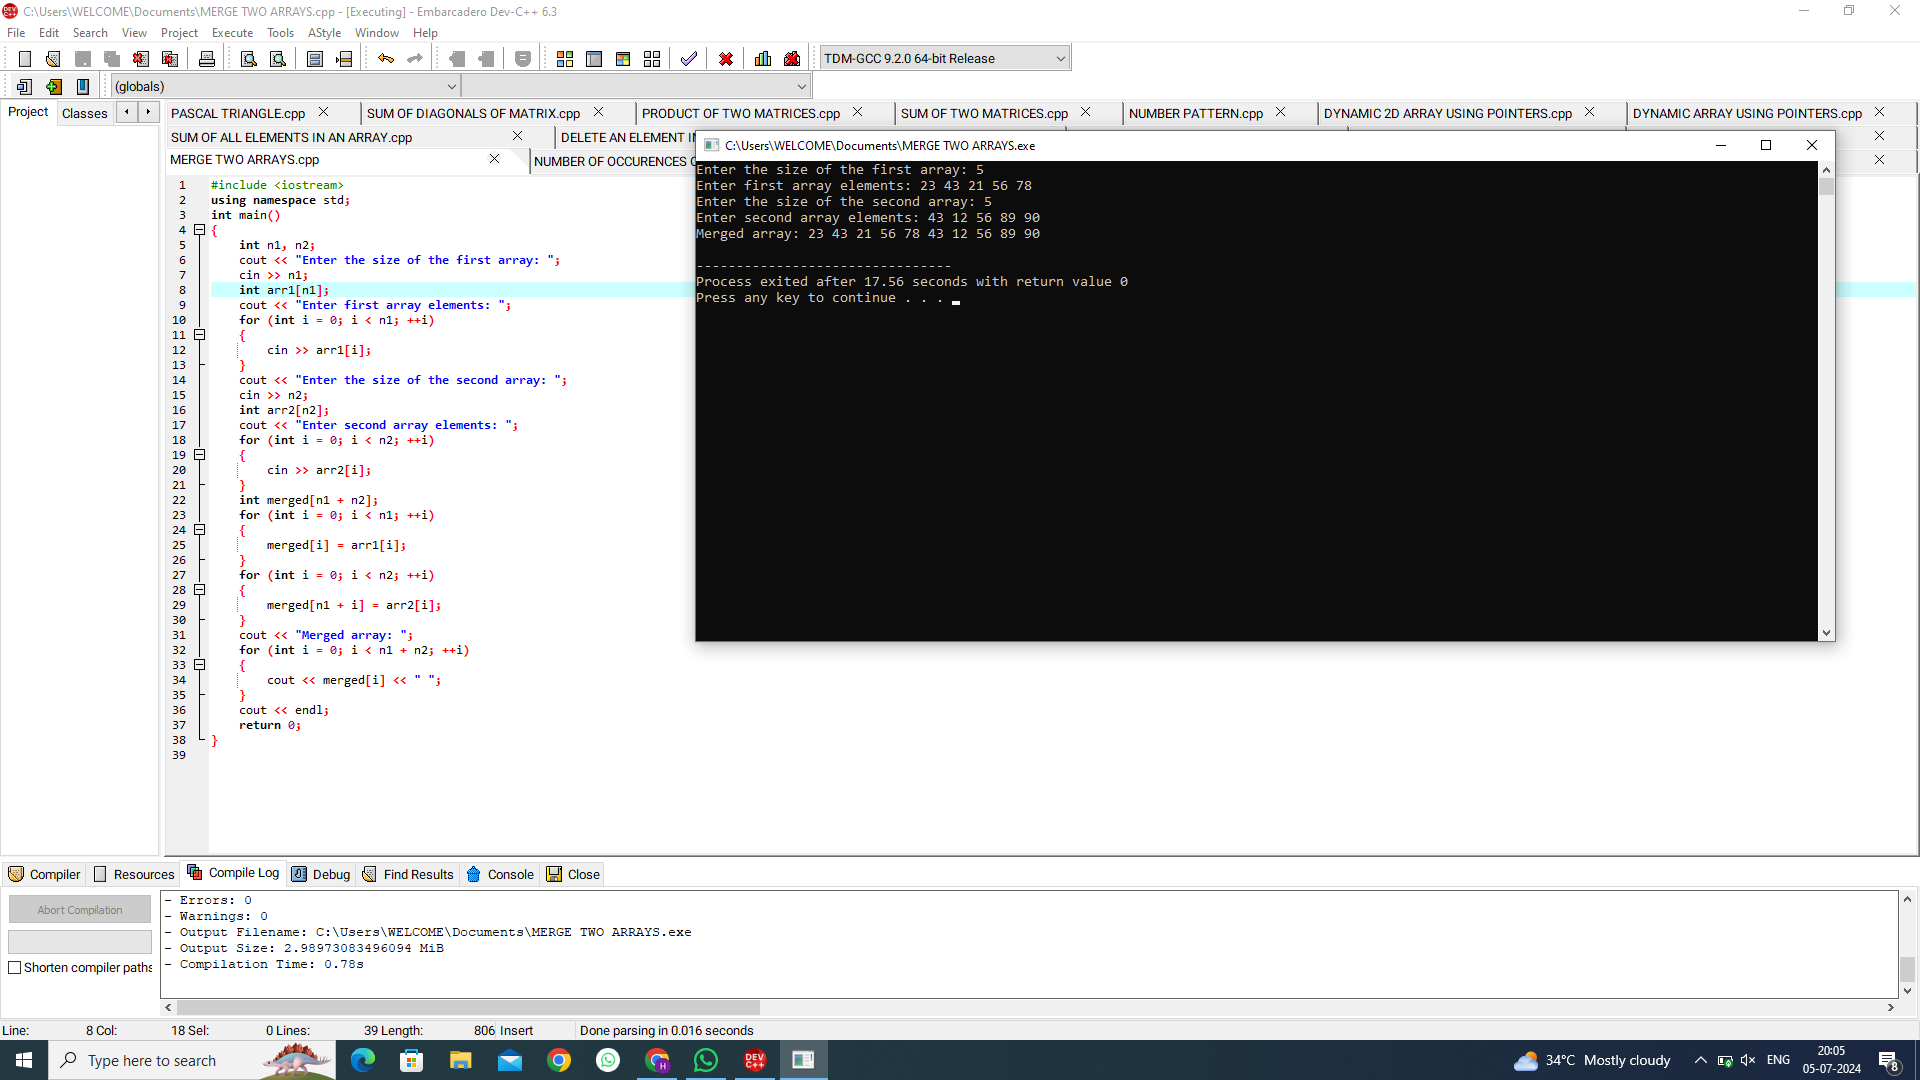 C:\Users\WELCOME\Documents\MERGE TWO ARRAYS.cpp - [Executing] - Embarcadero Dev-C++ 6.3
File Edit Search View Project Execute Tools AStyle Window Help
TDM-GCC 9.2.0 64-bit Release
(globals)
Project Classes
PASCAL TRIANGLE.cpp SUM OF DIAGONALS OF MATRIX.cpp PRODUCT OF TWO MATRICES.cpp SUM OF TWO MATRICES.cpp NUMBER PATTERN.cpp DYNAMIC 2D ARRAY USING POINTERS.cpp DYNAMIC ARRAY USING POINTERS.cpp
SUM OF ALL ELEMENTS IN AN ARRAY.cpp DELETE AN ELEMENT
MERGE TWO ARRAYS.cpp NUMBER OF OCCURENCES
1 #include <iostream>
2 using namespace std;
3 int main()
4 {
5 int n1, n2;
6 cout << "Enter the size of the first array: ";
7 cin >> n1;
8 int arr1[n1];
9 cout << "Enter first array elements: ";
10 for (int i = 0; i < n1; ++i)
11 {
12 cin >> arr1[i];
13 }
14 cout << "Enter the size of the second array: ";
15 cin >> n2;
16 int arr2[n2];
17 cout << "Enter second array elements: ";
18 for (int i = 0; i < n2; ++i)
19 {
20 cin >> arr2[i];
21 }
22 int merged[n1 + n2];
23 for (int i = 0; i < n1; ++i)
24 {
25 merged[i] = arr1[i];
26 }
27 for (int i = 0; i < n2; ++i)
28 {
29 merged[n1 + i] = arr2[i];
30 }
31 cout << "Merged array: ";
32 for (int i = 0; i < n1 + n2; ++i)
33 {
34 cout << merged[i] << " ";
35 }
36 cout << endl;
37 return 0;
38 }
39
C:\Users\WELCOME\Documents\MERGE TWO ARRAYS.exe
Enter the size of the first array: 5
Enter first array elements: 23 43 21 56 78
Enter the size of the second array: 5
Enter second array elements: 43 12 56 89 90
Merged array: 23 43 21 56 78 43 12 56 89 90
--------------------------------
Process exited after 17.56 seconds with return value 0
Press any key to continue . . .
Compiler Resources Compile Log Debug Find Results Console Close
Abort Compilation
Shorten compiler paths
- Errors: 0
- Warnings: 0
- Output Filename: C:\Users\WELCOME\Documents\MERGE TWO ARRAYS.exe
- Output Size: 2.98973083496094 MiB
- Compilation Time: 0.78s
Line: 8 Col: 18 Sel: 0 Lines: 39 Length: 806 Insert Done parsing in 0.016 seconds
Type here to search
DEV C++
34°C Mostly cloudy
ENG
20:05
05-07-2024
8